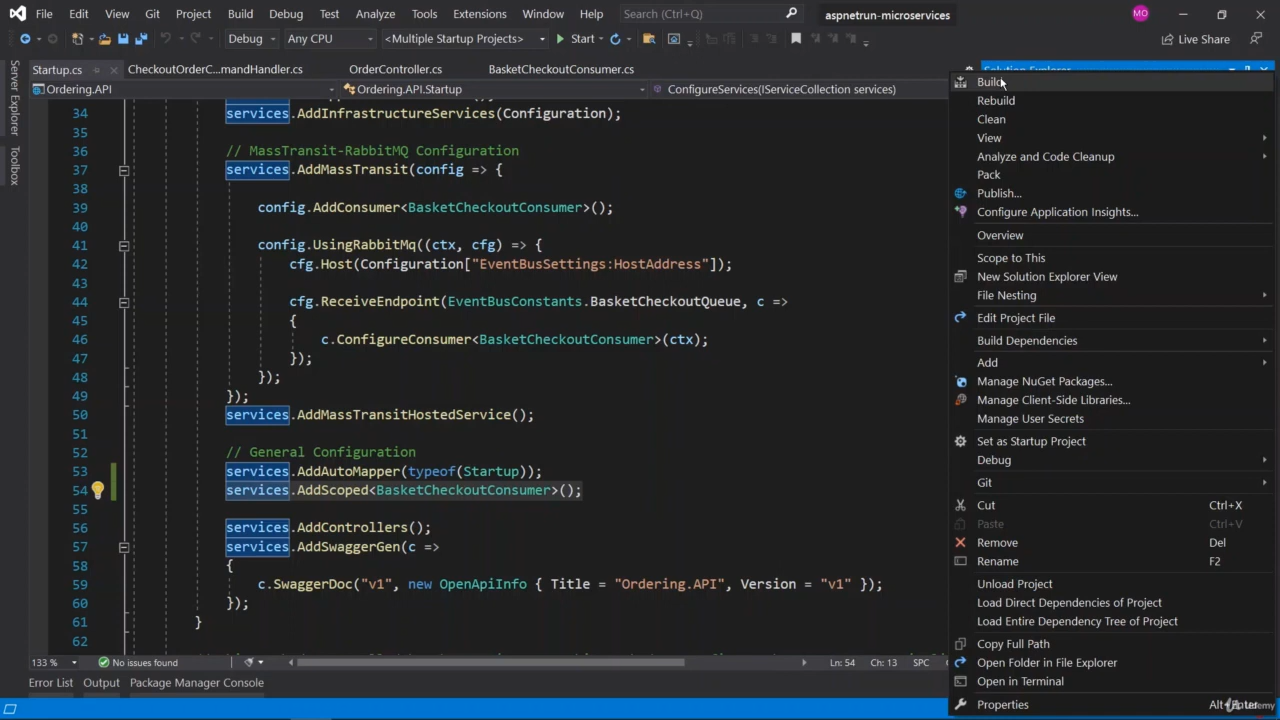 File Edit View Git Project Build Debug Test Analyze Tools Extensions Window Help Search (Ctrl+Q) aspnetrun-microservices MO
Debug Any CPU <Multiple Startup Projects> Start Live Share
Server Explorer
Toolbox
Startup.cs CheckoutOrderC...mandHandler.cs OrderController.cs BasketCheckoutConsumer.cs
Solution Explorer
Ordering.API Ordering.API.Startup ConfigureServices(IServiceCollection services)
34 services.AddInfrastructureServices(Configuration);
35
36 // MassTransit-RabbitMQ Configuration
37 services.AddMassTransit(config => {
38
39 config.AddConsumer<BasketCheckoutConsumer>();
40
41 config.UsingRabbitMq((ctx, cfg) => {
42 cfg.Host(Configuration["EventBusSettings:HostAddress"]);
43
44 cfg.ReceiveEndpoint(EventBusConstants.BasketCheckoutQueue, c =>
45 {
46 c.ConfigureConsumer<BasketCheckoutConsumer>(ctx);
47 });
48 });
49 });
50 services.AddMassTransitHostedService();
51
52 // General Configuration
53 services.AddAutoMapper(typeof(Startup));
54 services.AddScoped<BasketCheckoutConsumer>();
55
56 services.AddControllers();
57 services.AddSwaggerGen(c =>
58 {
59 c.SwaggerDoc("v1", new OpenApiInfo { Title = "Ordering.API", Version = "v1" });
60 });
61 }
62
133 % No issues found Ln: 54 Ch: 13 SPC
Error List Output Package Manager Console
Build
Rebuild
Clean
View
Analyze and Code Cleanup
Pack
Publish...
Configure Application Insights...
Overview
Scope to This
New Solution Explorer View
File Nesting
Edit Project File
Build Dependencies
Add
Manage NuGet Packages...
Manage Client-Side Libraries...
Manage User Secrets
Set as Startup Project
Debug
Git
Cut Ctrl+X
Paste Ctrl+V
Remove Del
Rename F2
Unload Project
Load Direct Dependencies of Project
Load Entire Dependency Tree of Project
Copy Full Path
Open Folder in File Explorer
Open in Terminal
Properties Alt+Enter